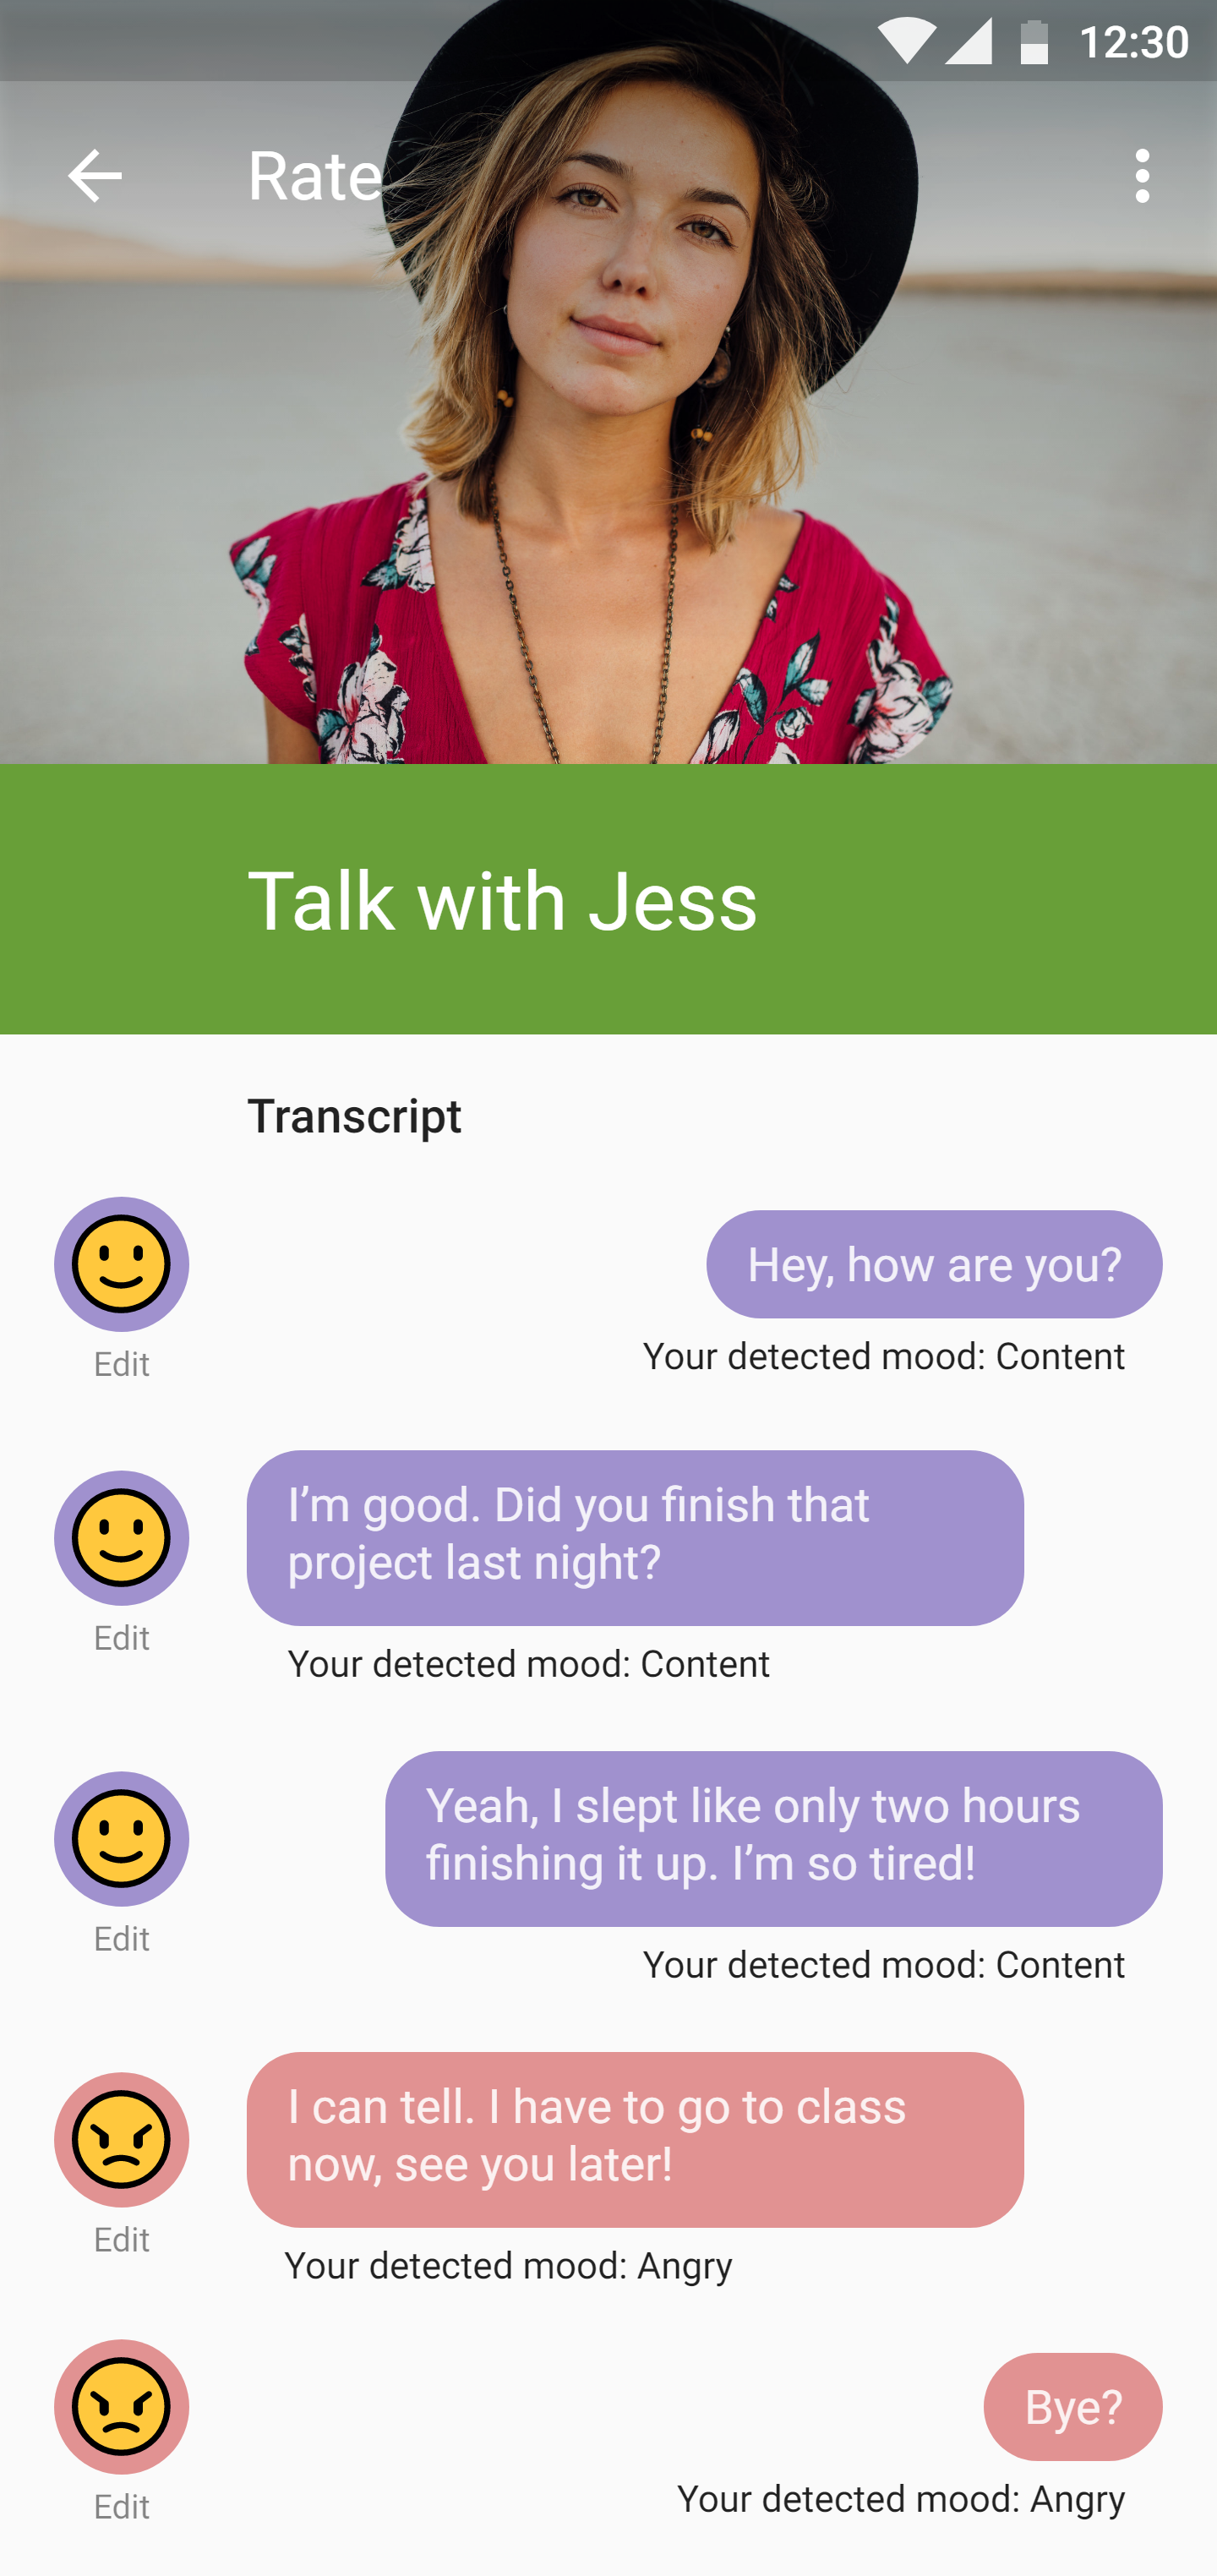 12:30
Rate
Talk with Jess
Transcript
Hey, how are you?
Edit
Your detected mood: Content
I’m good. Did you finish that
project last night?
Edit
Your detected mood: Content
Yeah, I slept like only two hours
finishing it up. I’m so tired!
Edit
Your detected mood: Content
I can tell. I have to go to class
now, see you later!
Edit
Your detected mood: Angry
Bye?
Edit
Your detected mood: Angry